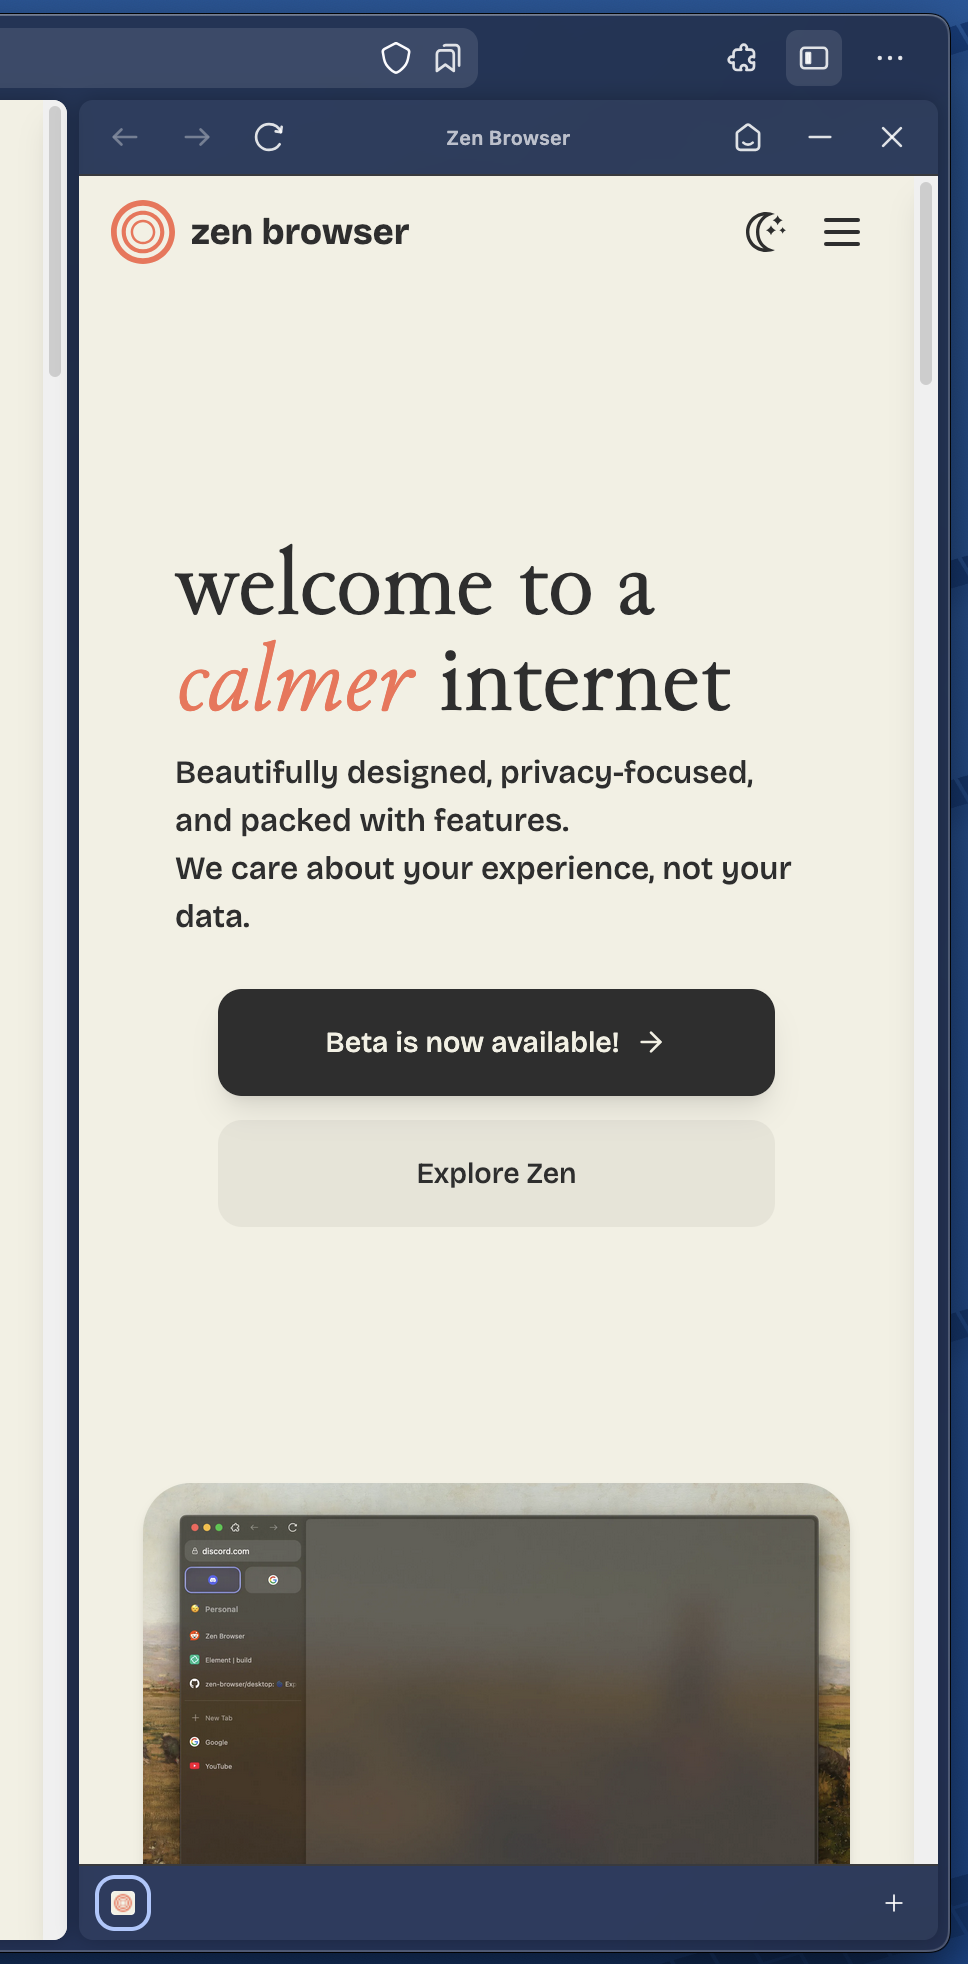 Zen Browser
zen browser
welcome to a
calmer internet
Beautifully designed, privacy-focused,
and packed with features.
We care about your experience, not your
data.
Beta is now available!
Explore Zen
discord.com
Personal
Zen Browser
Element | build
zen-browser/desktop:
New Tab
Google
YouTube